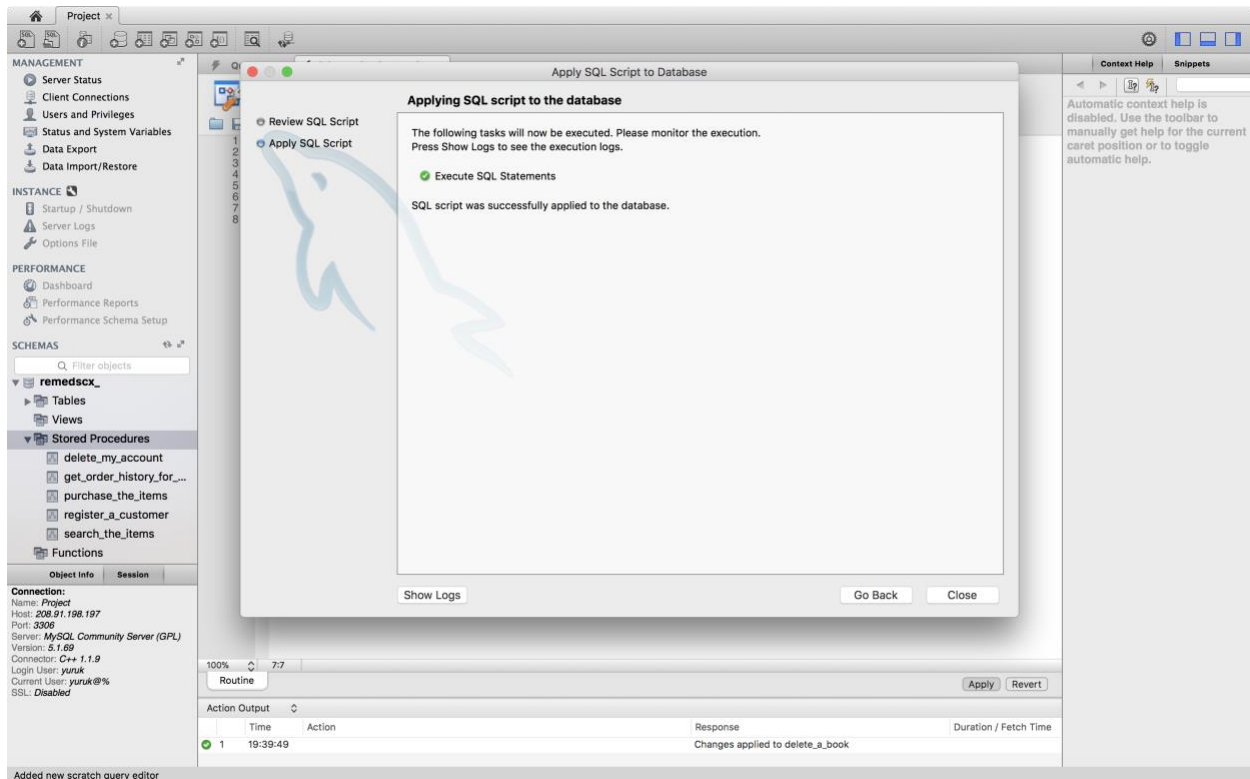 Project
MANAGEMENT
Server Status
Client Connections
Users and Privileges
Status and System Variables
Data Export
Data Import/Restore
INSTANCE
Startup / Shutdown
Server Logs
Options File
PERFORMANCE
Dashboard
Performance Reports
Performance Schema Setup
SCHEMAS
Filter objects
remedscx_
Tables
Views
Stored Procedures
delete_my_account
get_order_history_for_...
purchase_the_items
register_a_customer
search_the_items
Functions
Object Info Session
Connection:
Name: Project
Host: 208.91.198.197
Port: 3306
Server: MySQL Community Server (GPL)
Version: 5.1.69
Connector: C++ 1.1.9
Login User: yuruk
Current User: yuruk@%
SSL: Disabled
1
2
3
4
5
6
7
8
Apply SQL Script to Database
Review SQL Script
Apply SQL Script
Applying SQL script to the database
The following tasks will now be executed. Please monitor the execution.
Press Show Logs to see the execution logs.
Execute SQL Statements
SQL script was successfully applied to the database.
Show Logs Go Back Close
100% 7:7
Routine Apply Revert
Action Output
Time Action Response Duration / Fetch Time
1 19:39:49 Changes applied to delete_a_book
Context Help Snippets
Automatic context help is
disabled. Use the toolbar to
manually get help for the current
caret position or to toggle
automatic help.
Added new scratch query editor